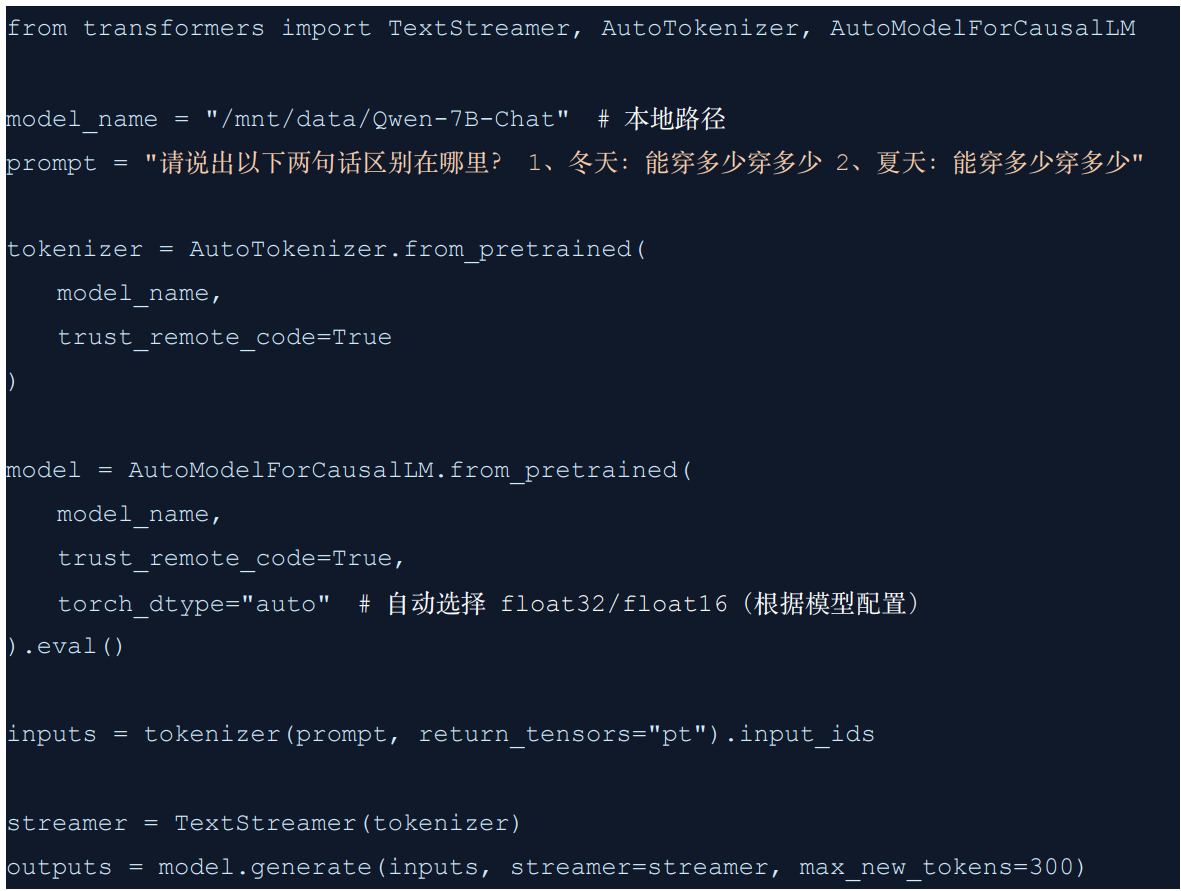 from transformers import TextStreamer, AutoTokenizer, AutoModelForCausalLM
model_name = "/mnt/data/Qwen-7B-Chat"  # 本地路径
prompt = "请说出以下两句话区别在哪里？ 1、冬天：能穿多少穿多少 2、夏天：能穿多少穿多少"
tokenizer = AutoTokenizer.from_pretrained(
    model_name,
    trust_remote_code=True
)
model = AutoModelForCausalLM.from_pretrained(
    model_name,
    trust_remote_code=True,
    torch_dtype="auto"  # 自动选择 float32/float16（根据模型配置）
).eval()
inputs = tokenizer(prompt, return_tensors="pt").input_ids
streamer = TextStreamer(tokenizer)
outputs = model.generate(inputs, streamer=streamer, max_new_tokens=300)